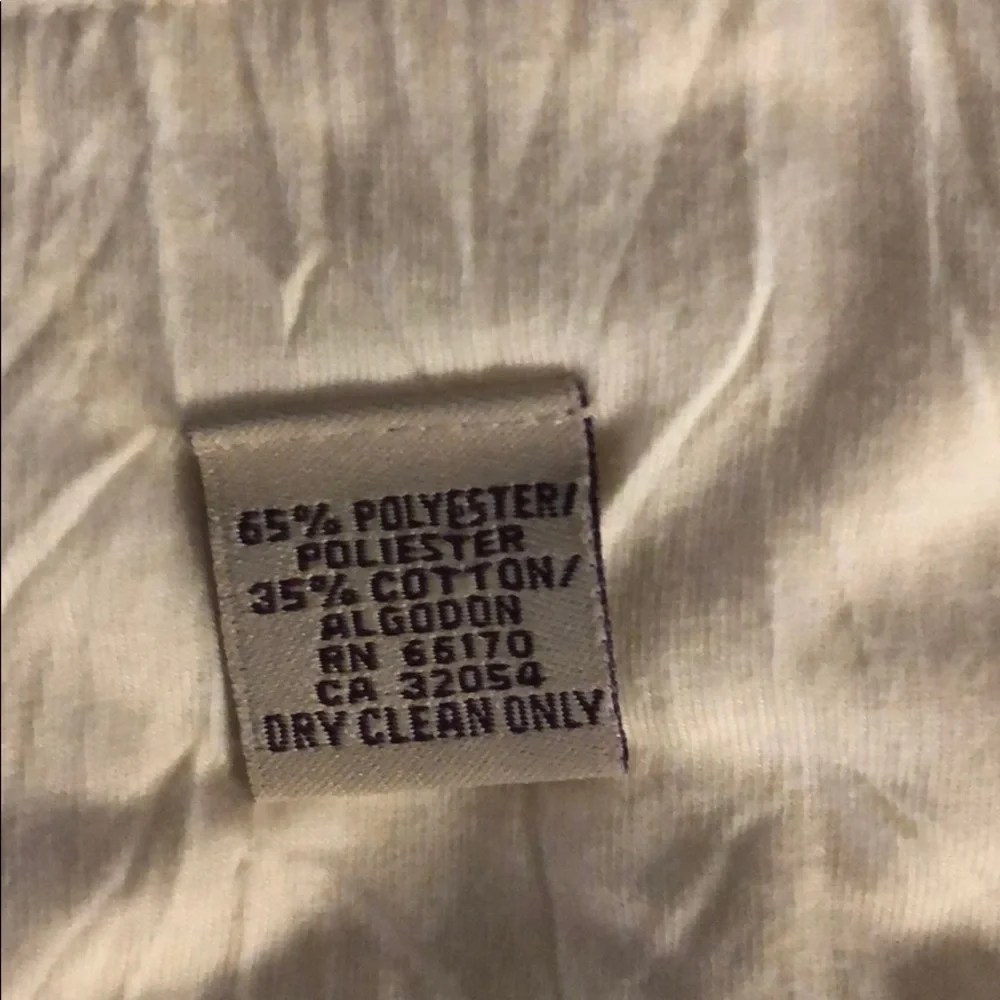 65% POLYESTER/
POLIESTER
35% COTTON/
ALGODON
RN 66170
CA 32054
DRY CLEAN ONLY